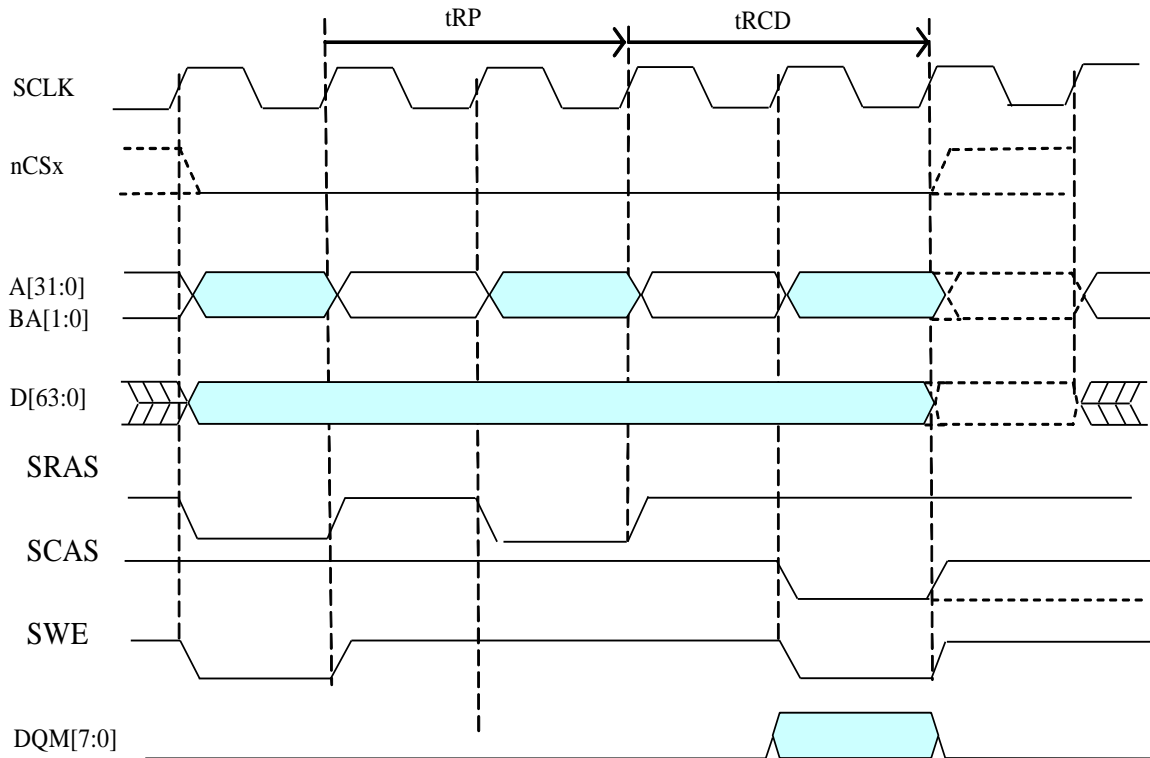 tRP
tRCD
SCLK
nCSx
A[31:0]
BA[1:0]
D[63:0]
SRAS
SCAS
SWE
DQM[7:0]